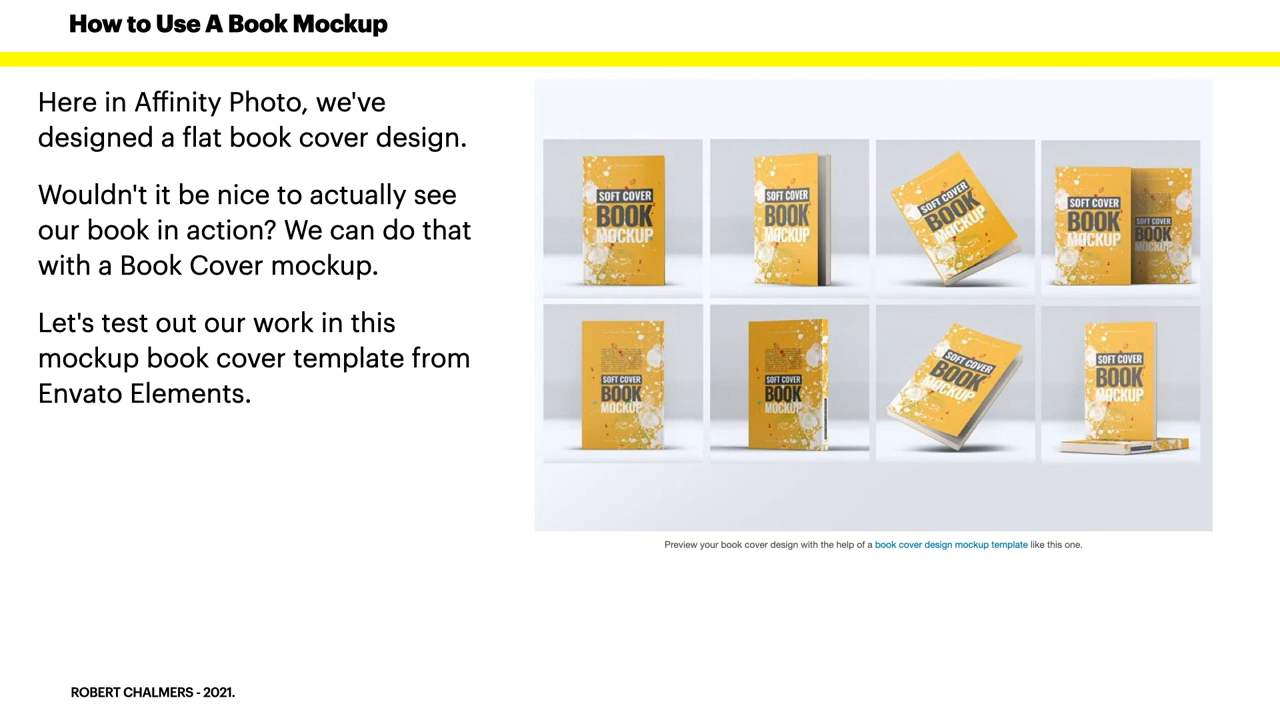 How to Use A Book Mockup
Here in Affinity Photo, we've
designed a flat book cover design.
Wouldn't it be nice to actually see
our book in action? We can do that
with a Book Cover mockup.
Let's test out our work in this
mockup book cover template from
Envato Elements.
SOFT COVER
BOOK
MOCKUP
SOFT COVER
BOOK
MOCKUP
SOFT COVER
BOOK
MOCKUP
SOFT COVER
BOOK
MOCKUP
SOFT COVER
BOOK
MOCKUP
SOFT COVER
BOOK
MOCKUP
SOFT COVER
BOOK
MOCKUP
SOFT COVER
BOOK
MOCKUP
SOFT COVER
BOOK
MOCKUP
Preview your book cover design with the help of a book cover design mockup template like this one.
ROBERT CHALMERS - 2021.